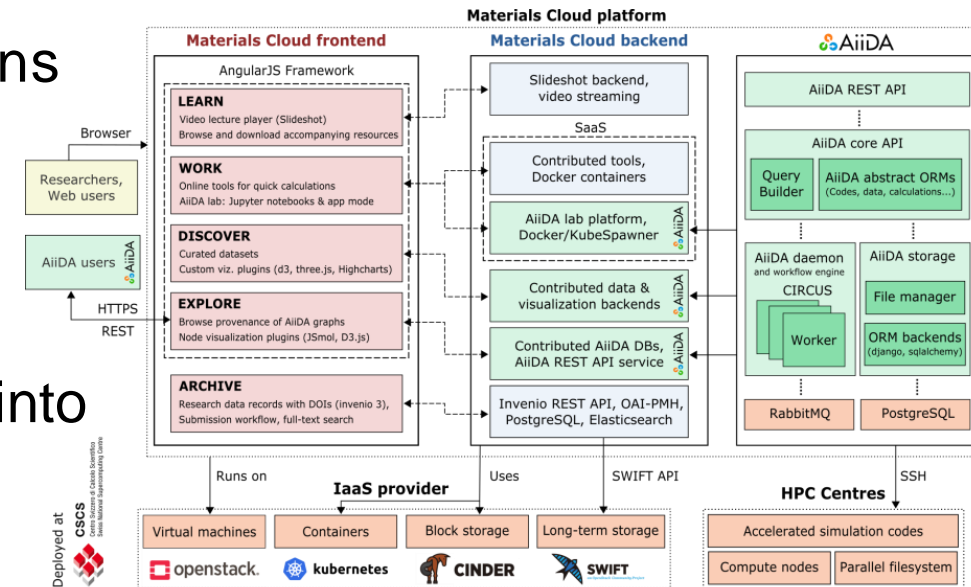 ns
into
Materials Cloud platform
Materials Cloud frontend
AngularJS Framework
LEARN
Video lecture player (Slideshot)
Browse and download accompanying resources
WORK
Online tools for quick calculations
AiiDA lab: Jupyter notebooks & app mode
DISCOVER
Curated datasets
Custom viz. plugins (d3, three.js, Highcharts)
EXPLORE
Browse provenance of AiiDA graphs
Node visualization plugins (JSmol, D3.js)
ARCHIVE
Research data records with DOIs (invenio 3),
Submission workflow, full-text search
Browser
Researchers,
Web users
AiiDA users
AiiDA
HTTPS
REST
Materials Cloud backend
Slideshot backend,
video streaming
SaaS
Contributed tools,
Docker containers
AiiDA lab platform,
Docker/KubeSpawner
AiiDA
Contributed data &
visualization backends
AiiDA
Contributed AiiDA DBs,
AiiDA REST API service
AiiDA
Invenio REST API, OAI-PMH,
PostgreSQL, Elasticsearch
AiiDA
AiiDA REST API
AiiDA core API
Query
Builder
AiiDA abstract ORMs
(Codes, data, calculations...)
AiiDA daemon
and workflow engine
CIRCUS
Worker
AiiDA storage
File manager
ORM backends
(django, sqlalchemy)
RabbitMQ
PostgreSQL
Runs on
Uses
SWIFT API
SSH
IaaS provider
Virtual machines
Containers
Block storage
Long-term storage
openstack.
kubernetes
CINDER
SWIFT
HPC Centres
Accelerated simulation codes
Compute nodes
Parallel filesystem
Deployed at
CSCS
Centro Svizzero di Calcolo Scientifico
Swiss National Supercomputing Centre